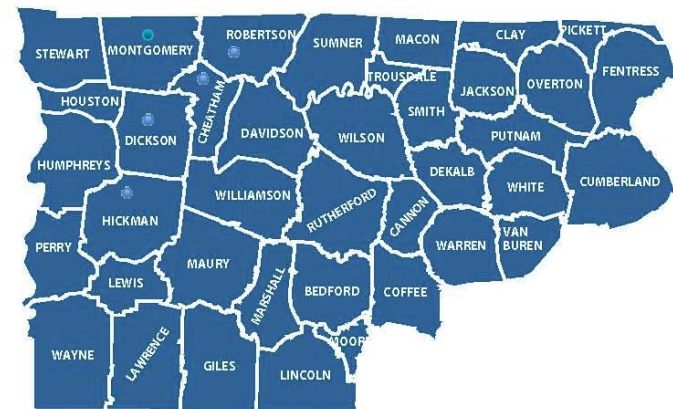 STEWART
MONTGOMERY
ROBERTSON
SUMNER
MACON
CLAY
PICKETT
FENTRESS
TROUSDALE
OVERTON
JACKSON
HOUSTON
CHEATHAM
SMITH
DICKSON
DAVIDSON
WILSON
PUTNAM
HUMPHREYS
DEKALB
CUMBERLAND
WHITE
WILLIAMSON
RUTHERFORD
CANNON
HICKMAN
PERRY
VAN
BUREN
WARREN
MAURY
LEWIS
MARSHALL
BEDFORD
COFFEE
MOOR
WAYNE
LAWRENCE
GILES
LINCOLN